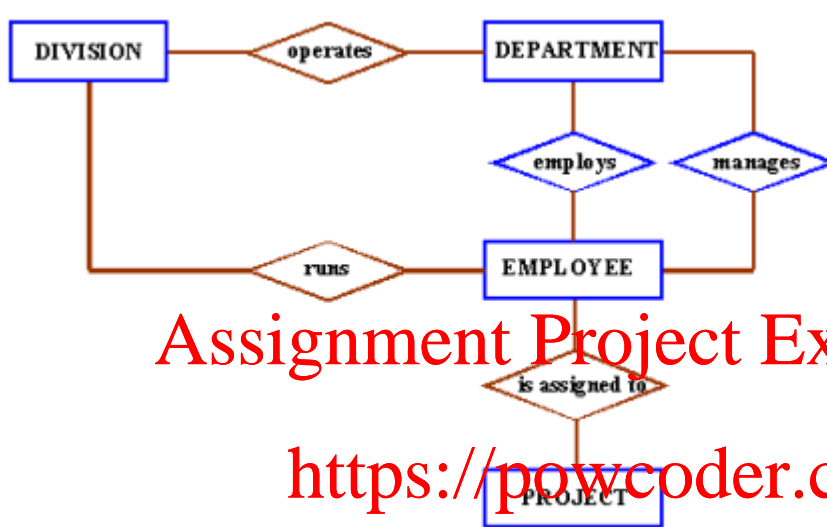 DIVISION operates DEPARTMENT
employs manages
runs EMPLOYEE
Assignment Project Ex
is assigned to
https://powcoder.c
PROJECT